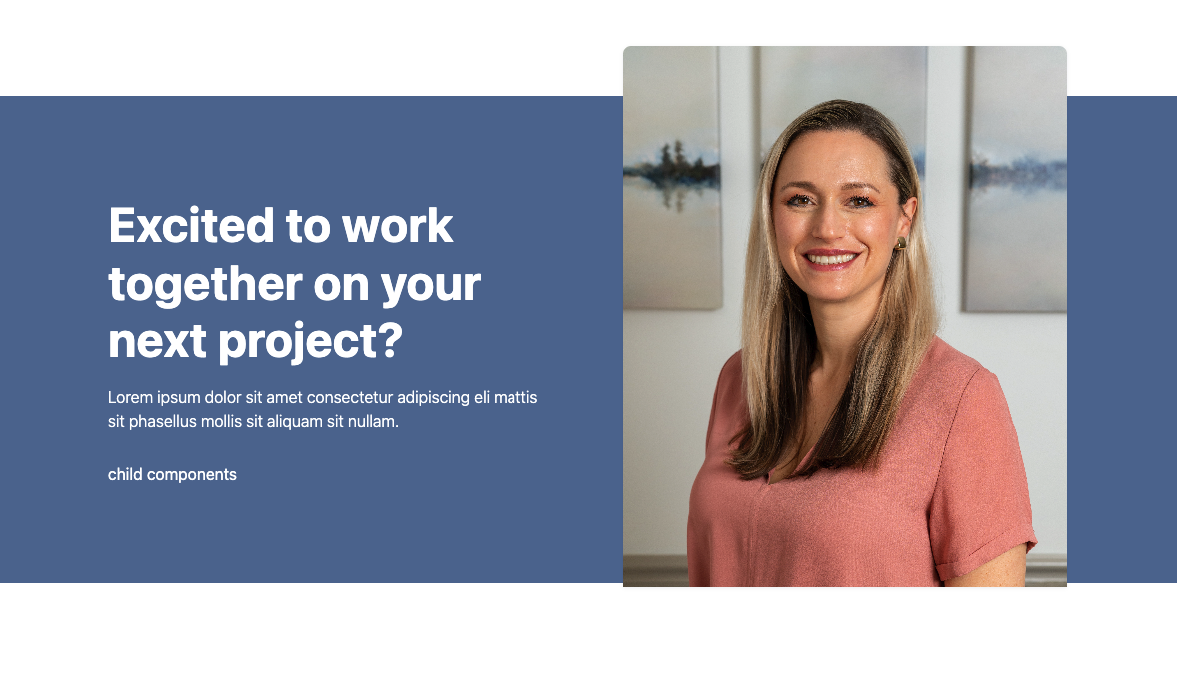 Excited to work
together on your
next project?
Lorem ipsum dolor sit amet consectetur adipiscing eli mattis
sit phasellus mollis sit aliquam sit nullam.
child components